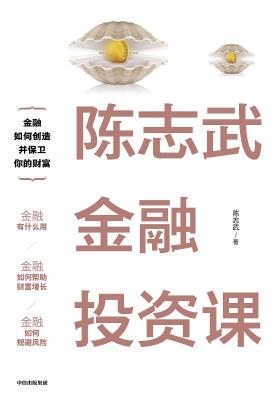 金融
如何创造
并保卫
你的财富
陈志武
金融
投资课
陈志武
/著
金融
有什么用
/
金融
如何帮助
财富增长
/
金融
如何
规避风险
中信出版集团